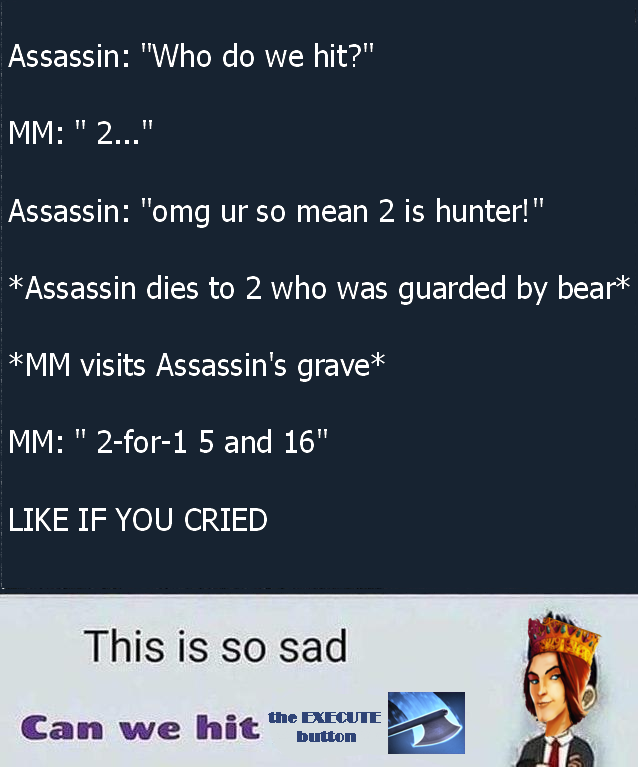 Assassin: "Who do we hit?"
MM: " 2..."
Assassin: "omg ur so mean 2 is hunter!"
*Assassin dies to 2 who was guarded by bear*
*MM visits Assassin's grave*
MM: " 2-for-1 5 and 16"
LIKE IF YOU CRIED
This is so sad
Can we hit the EXECUTE button